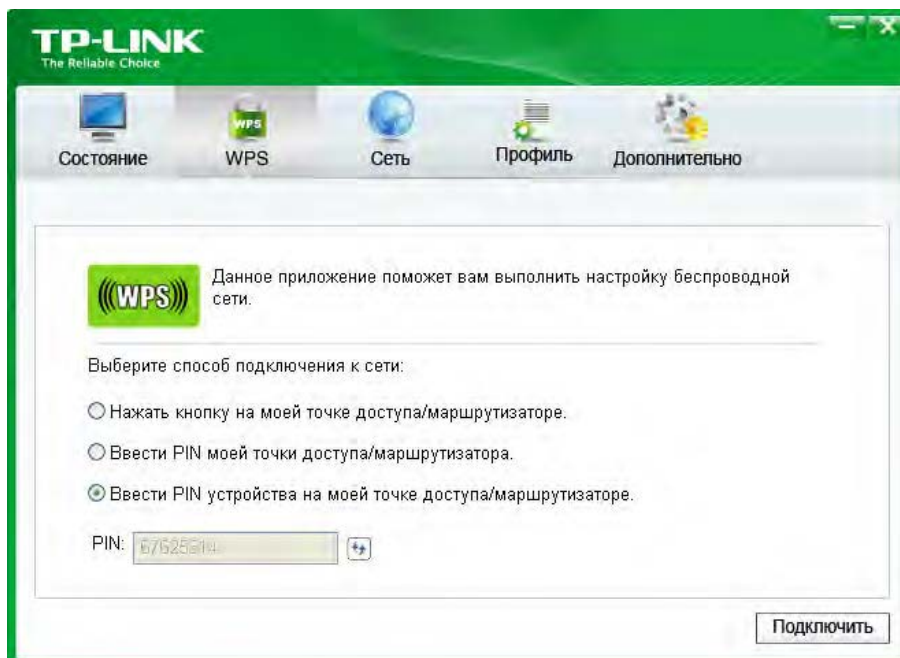 TP-LINK
The Reliable Choice
Состояние
WPS
WPS
Сеть
Профиль
Дополнительно
(((WPS)))
Данное приложение поможет вам выполнить настройку беспроводной
сети.
Выберите способ подключения к сети:
Нажать кнопку на моей точке доступа/маршрутизаторе.
Ввести PIN моей точки доступа/маршрутизатора.
Ввести PIN устройства на моей точке доступа/маршрутизаторе.
PIN:
Подключить